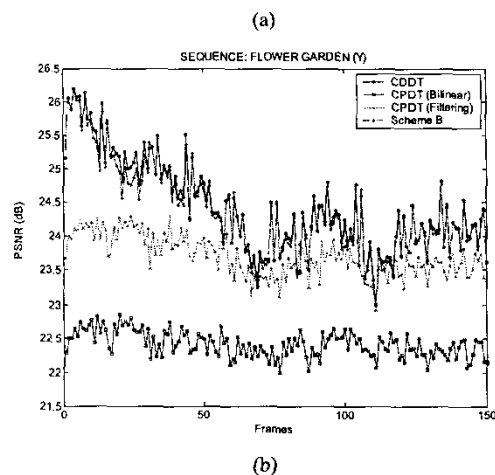 (a)
SEQUENCE: FLOWER GARDEN (Y)
26.5
26
25.5
25
24.5
24
23.5
23
22.5
22
21.5
PSNR (dB)
CDDT
CPDT (Bilinear)
CPDT (Filtering)
Scheme B
0
50
100
150
Frames
(b)